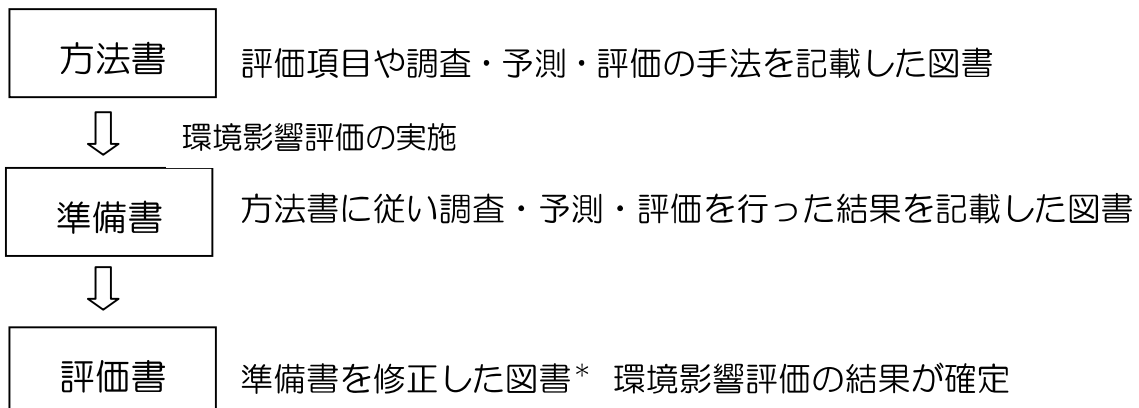 方法書 評価項目や調査・予測・評価の手法を記載した図書
環境影響評価の実施
準備書 方法書に従い調査・予測・評価を行った結果を記載した図書
評価書 準備書を修正した図書* 環境影響評価の結果が確定